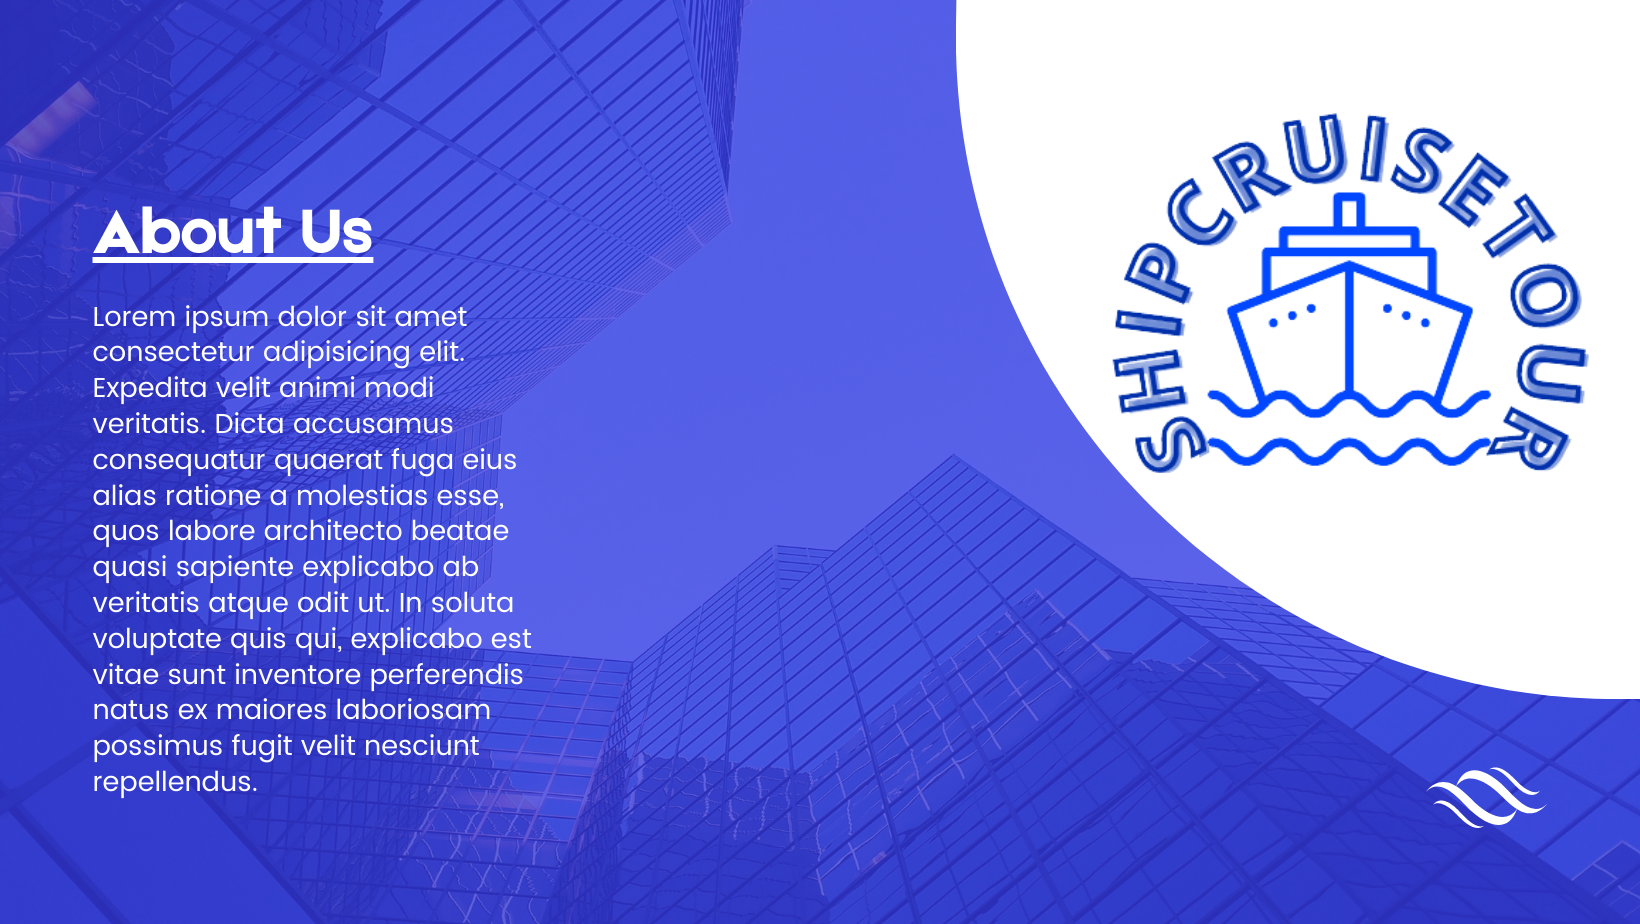 About Us
Lorem ipsum dolor sit amet
consectetur adipisicing elit.
Expedita velit animi modi
veritatis. Dicta accusamus
consequatur quaerat fuga eius
alias ratione a molestias esse,
quos labore architecto beatae
quasi sapiente explicabo ab
veritatis atque odit ut. In soluta
voluptate quis qui, explicabo est
vitae sunt inventore perferendis
natus ex maiores laboriosam
possimus fugit velit nesciunt
repellendus.
SHIPCRUISETOUR